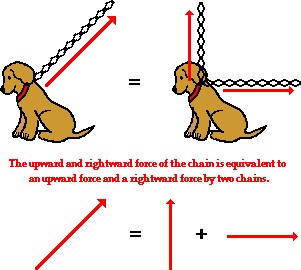 =
The upward and rightward force of the chain is equivalent to
an upward force and a rightward force by two chains.
= +